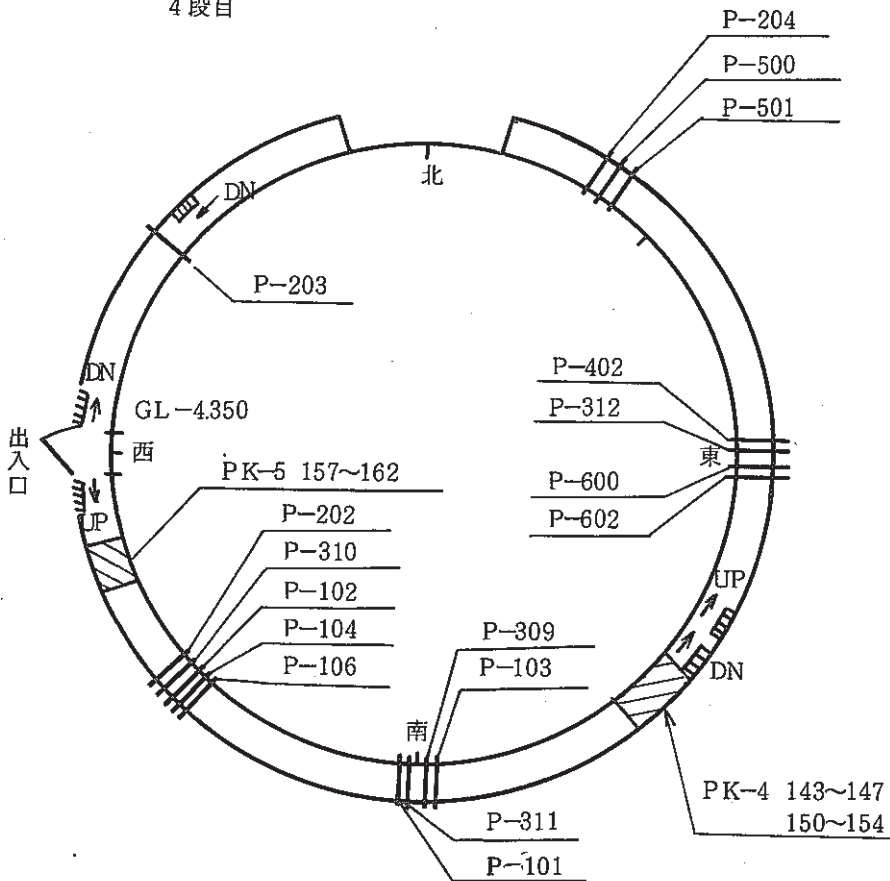 4段目
P-204
P-500
P-501
北
DN
P-203
P-402
P-312
DN
GL -4.350
出入口
西
東
PK-5 157~162
P-600
P-602
UP
P-202
P-310
P-102
P-104
P-106
UP
P-309
P-103
DN
南
PK-4 143~147
150~154
P-311
P-101